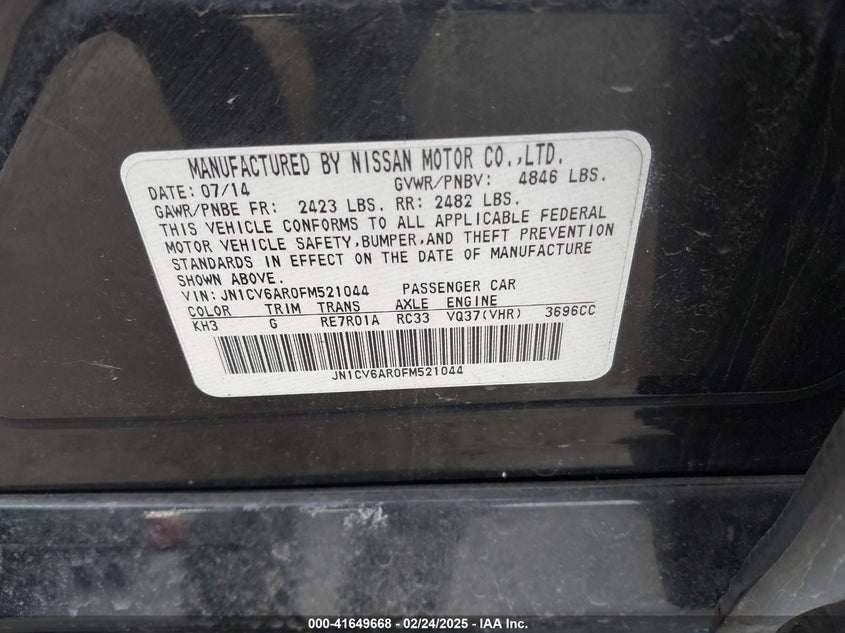 MANUFACTURED BY NISSAN MOTOR CO.,LTD.
DATE: 07/14 GVWR/PNBV: 4846 LBS.
GAWR/PNBE FR: 2423 LBS. RR: 2482 LBS.
THIS VEHICLE CONFORMS TO ALL APPLICABLE FEDERAL
MOTOR VEHICLE SAFETY,BUMPER,AND THEFT PREVENTION
STANDARDS IN EFFECT ON THE DATE OF MANUFACTURE
SHOWN ABOVE.
VIN: JN1CV6AR0FM521044 PASSENGER CAR
COLOR TRIM TRANS AXLE ENGINE
KH3 G RE7R01A RC33 VQ37(VHR) 3696CC
JN1CV6AR0FM521044
000-41649668 - 02/24/2025 - IAA Inc.